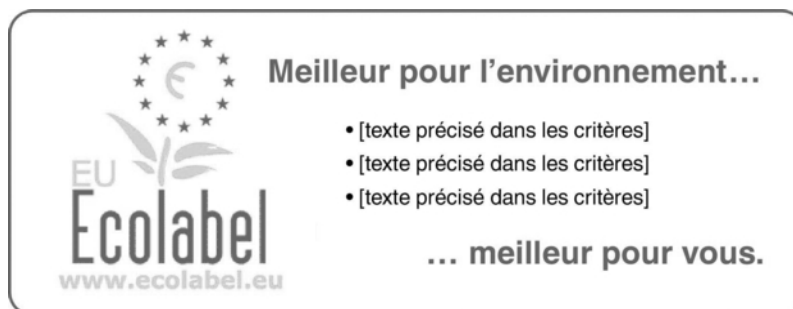 Meilleur pour l'environnement...
• [texte précisé dans les critères]
• [texte précisé dans les critères]
• [texte précisé dans les critères]
... meilleur pour vous.
EU
Ecolabel
www.ecolabel.eu